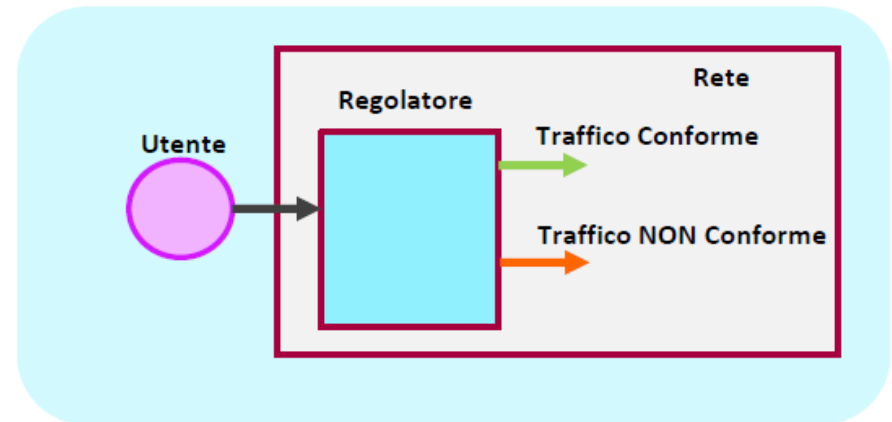 Rete
Regolatore
Traffico Conforme
Utente
Traffico NON Conforme